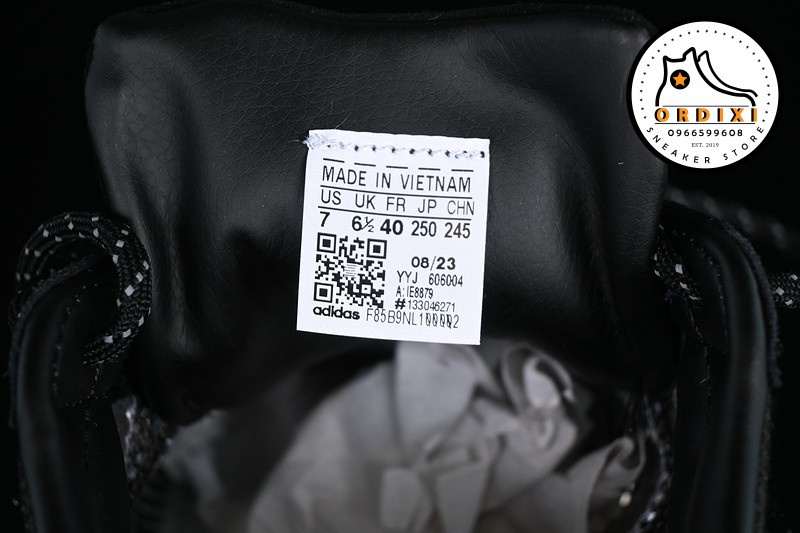 ORDIXI
0966599608
EST. 2019
SNEAKER STORE
MADE IN VIETNAM
US UK FR JP CHN
7 6½ 40 250 245
08/23
YYJ 606004
A: IE8879
#133046271
adidas F85B9NL100002